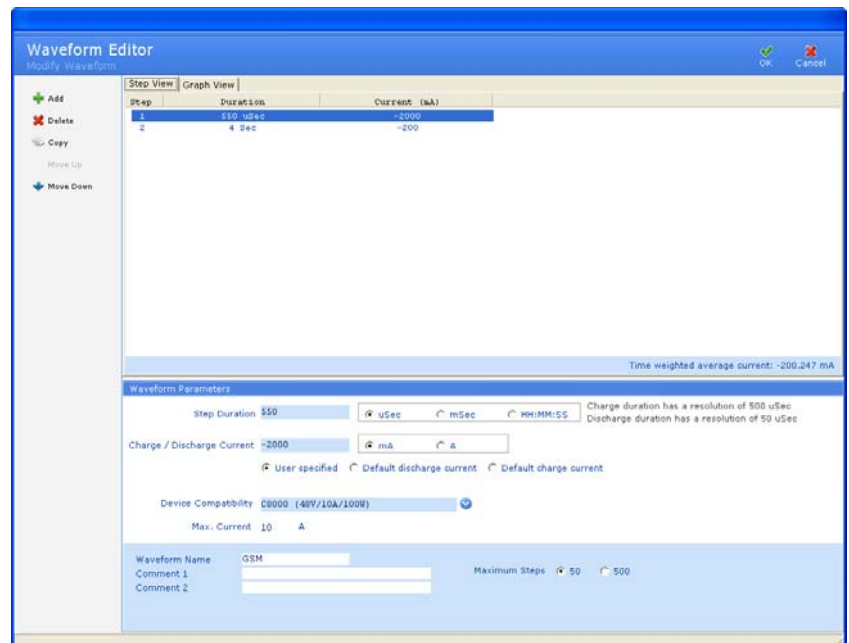 Waveform Editor
Modify Waveform
OK Cancel
Add
Delete
Copy
Move Up
Move Down
Step View Graph View
Step Duration Current (mA)
1 550 uSec -2000
2 4 Sec -200
Time weighted average current: -200.247 mA
Waveform Parameters
Step Duration 550 uSec mSec HH:MM:SS
Charge duration has a resolution of 500 uSec
Discharge duration has a resolution of 50 uSec
Charge / Discharge Current -2000 mA A
User specified Default discharge current Default charge current
Device Compatibility C8000 (48V/10A/100W)
Max. Current 10 A
Waveform Name GSM
Comment 1
Comment 2
Maximum Steps 50 500